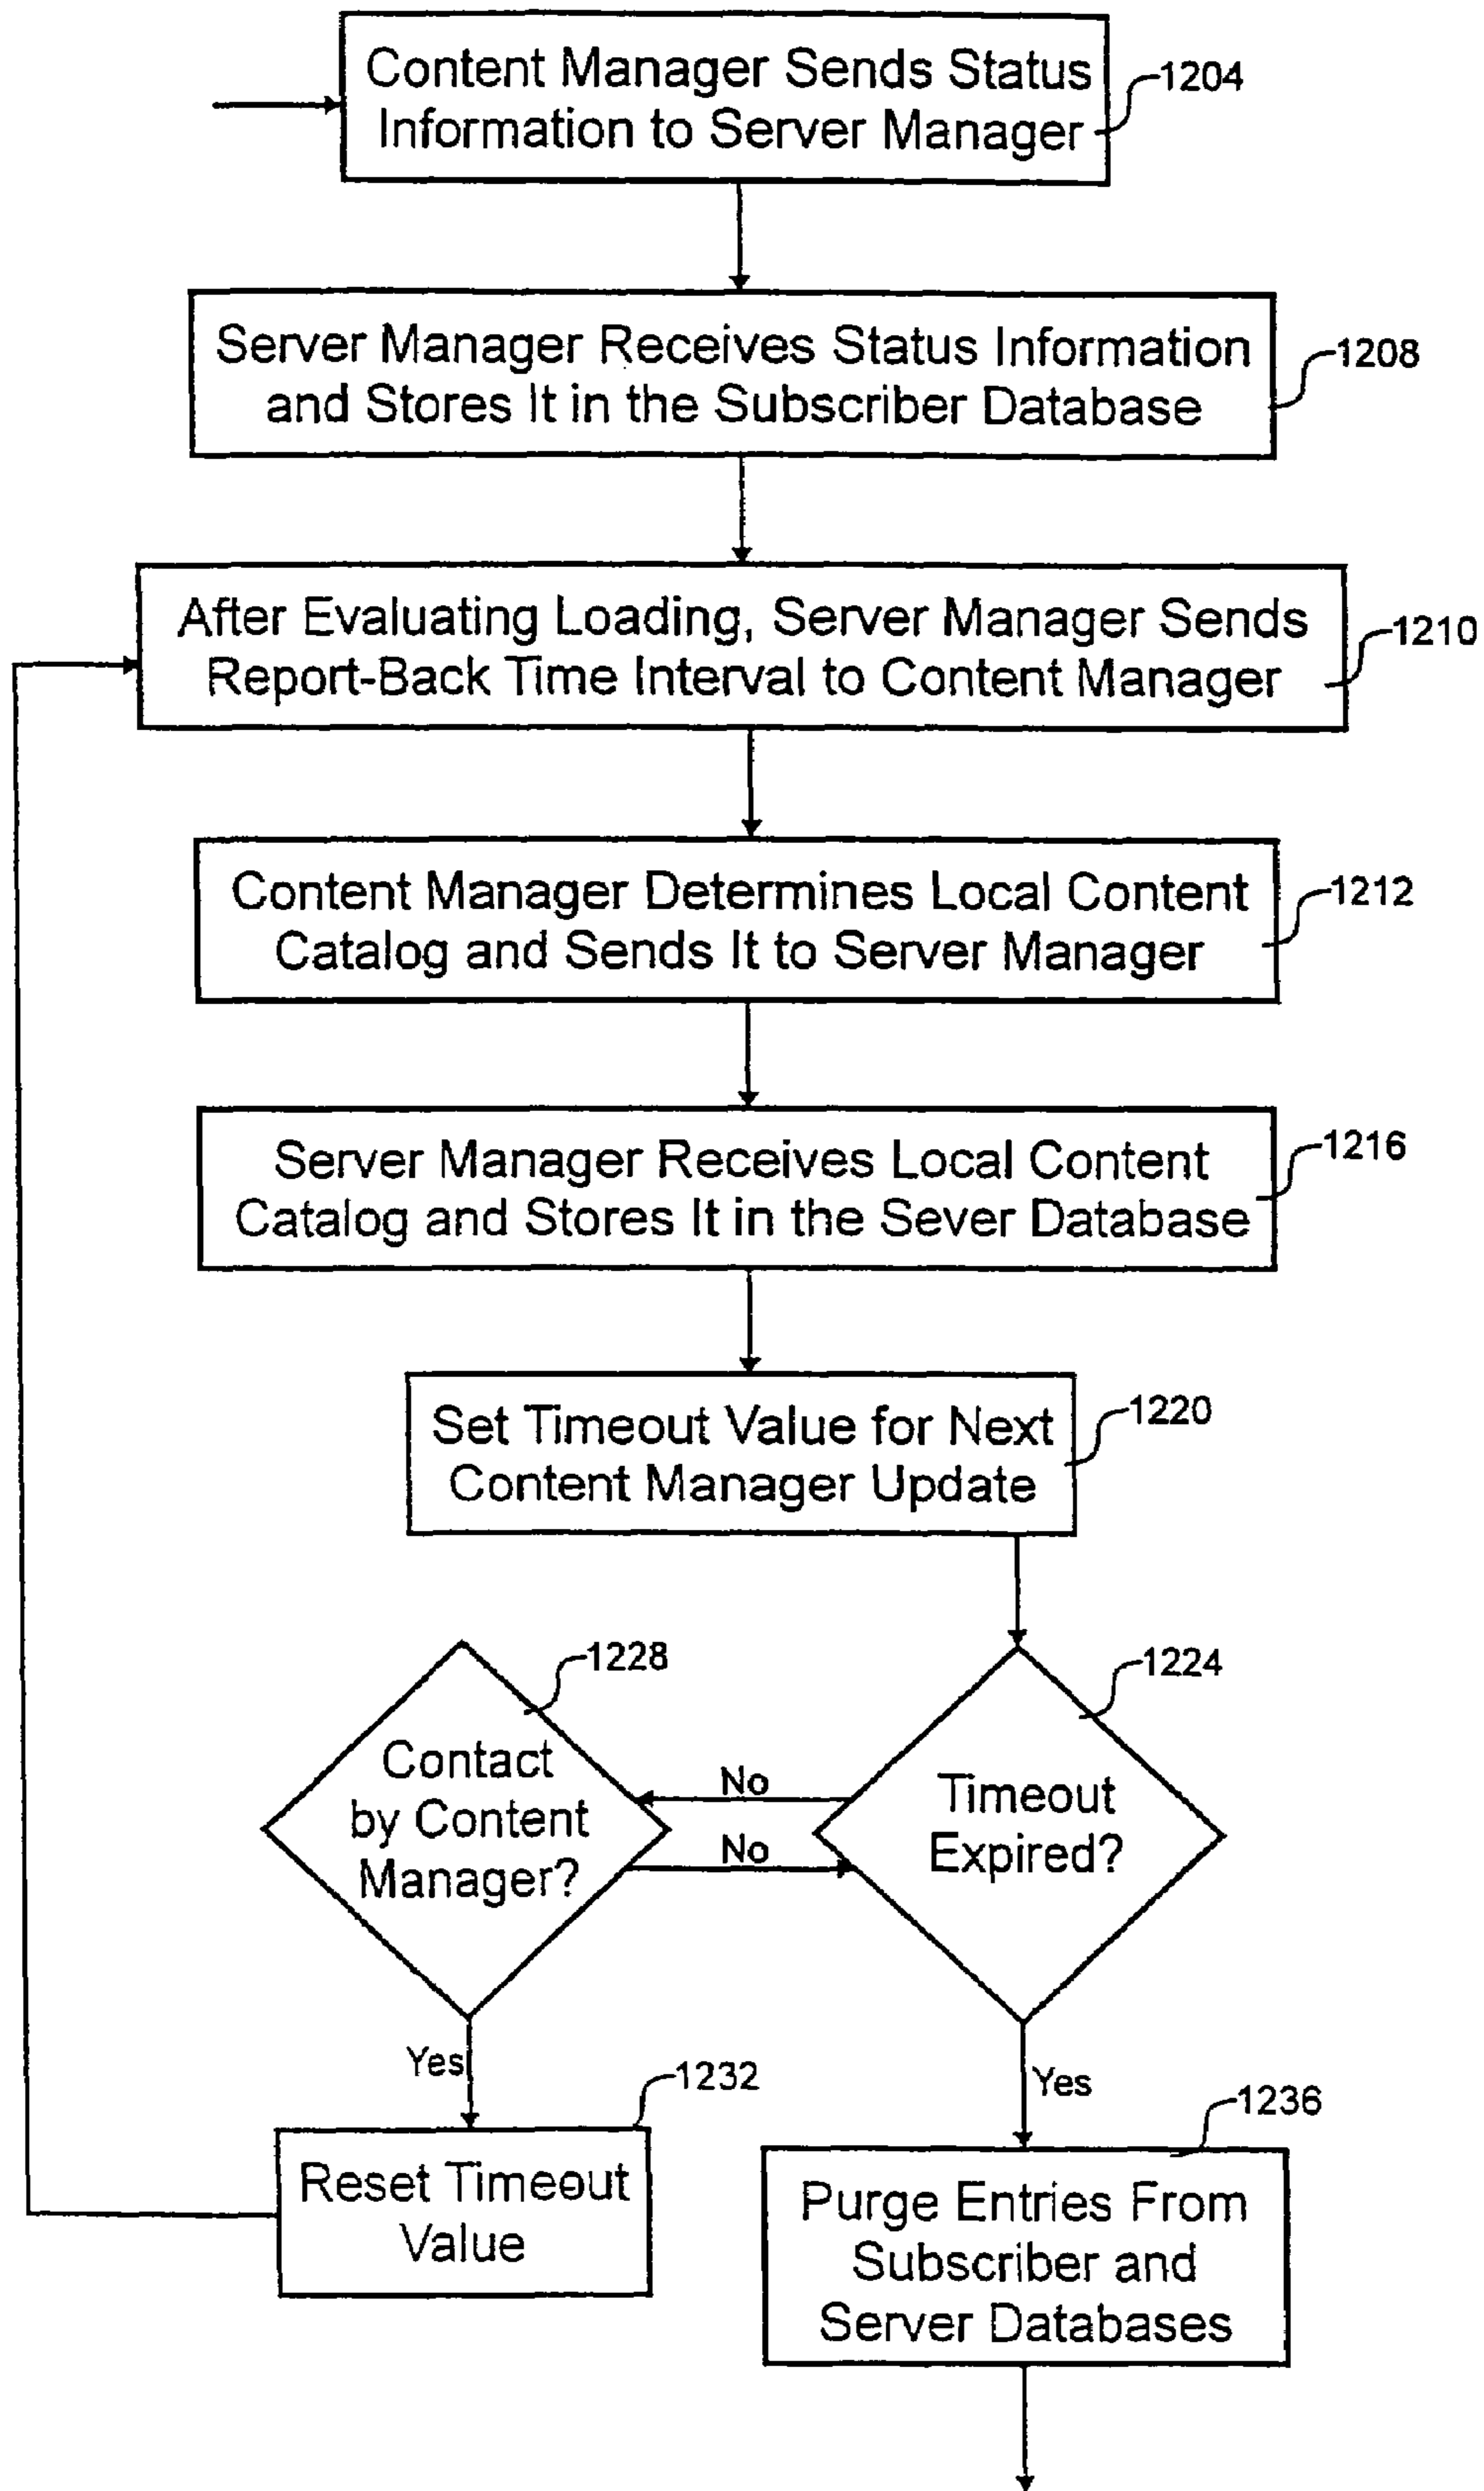 Content Manager Sends Status
Information to Server Manager
1204
Server Manager Receives Status Information
and Stores It in the Subscriber Database
1208
After Evaluating Loading, Server Manager Sends
Report-Back Time Interval to Content Manager
1210
Content Manager Determines Local Content
Catalog and Sends It to Server Manager
1212
Server Manager Receives Local Content
Catalog and Stores It in the Sever Database
1216
Set Timeout Value for Next
Content Manager Update
1220
1228
Contact
by Content
Manager?
No
No
1224
Timeout
Expired?
Yes
1232
Reset Timeout
Value
Yes
1236
Purge Entries From
Subscriber and
Server Databases